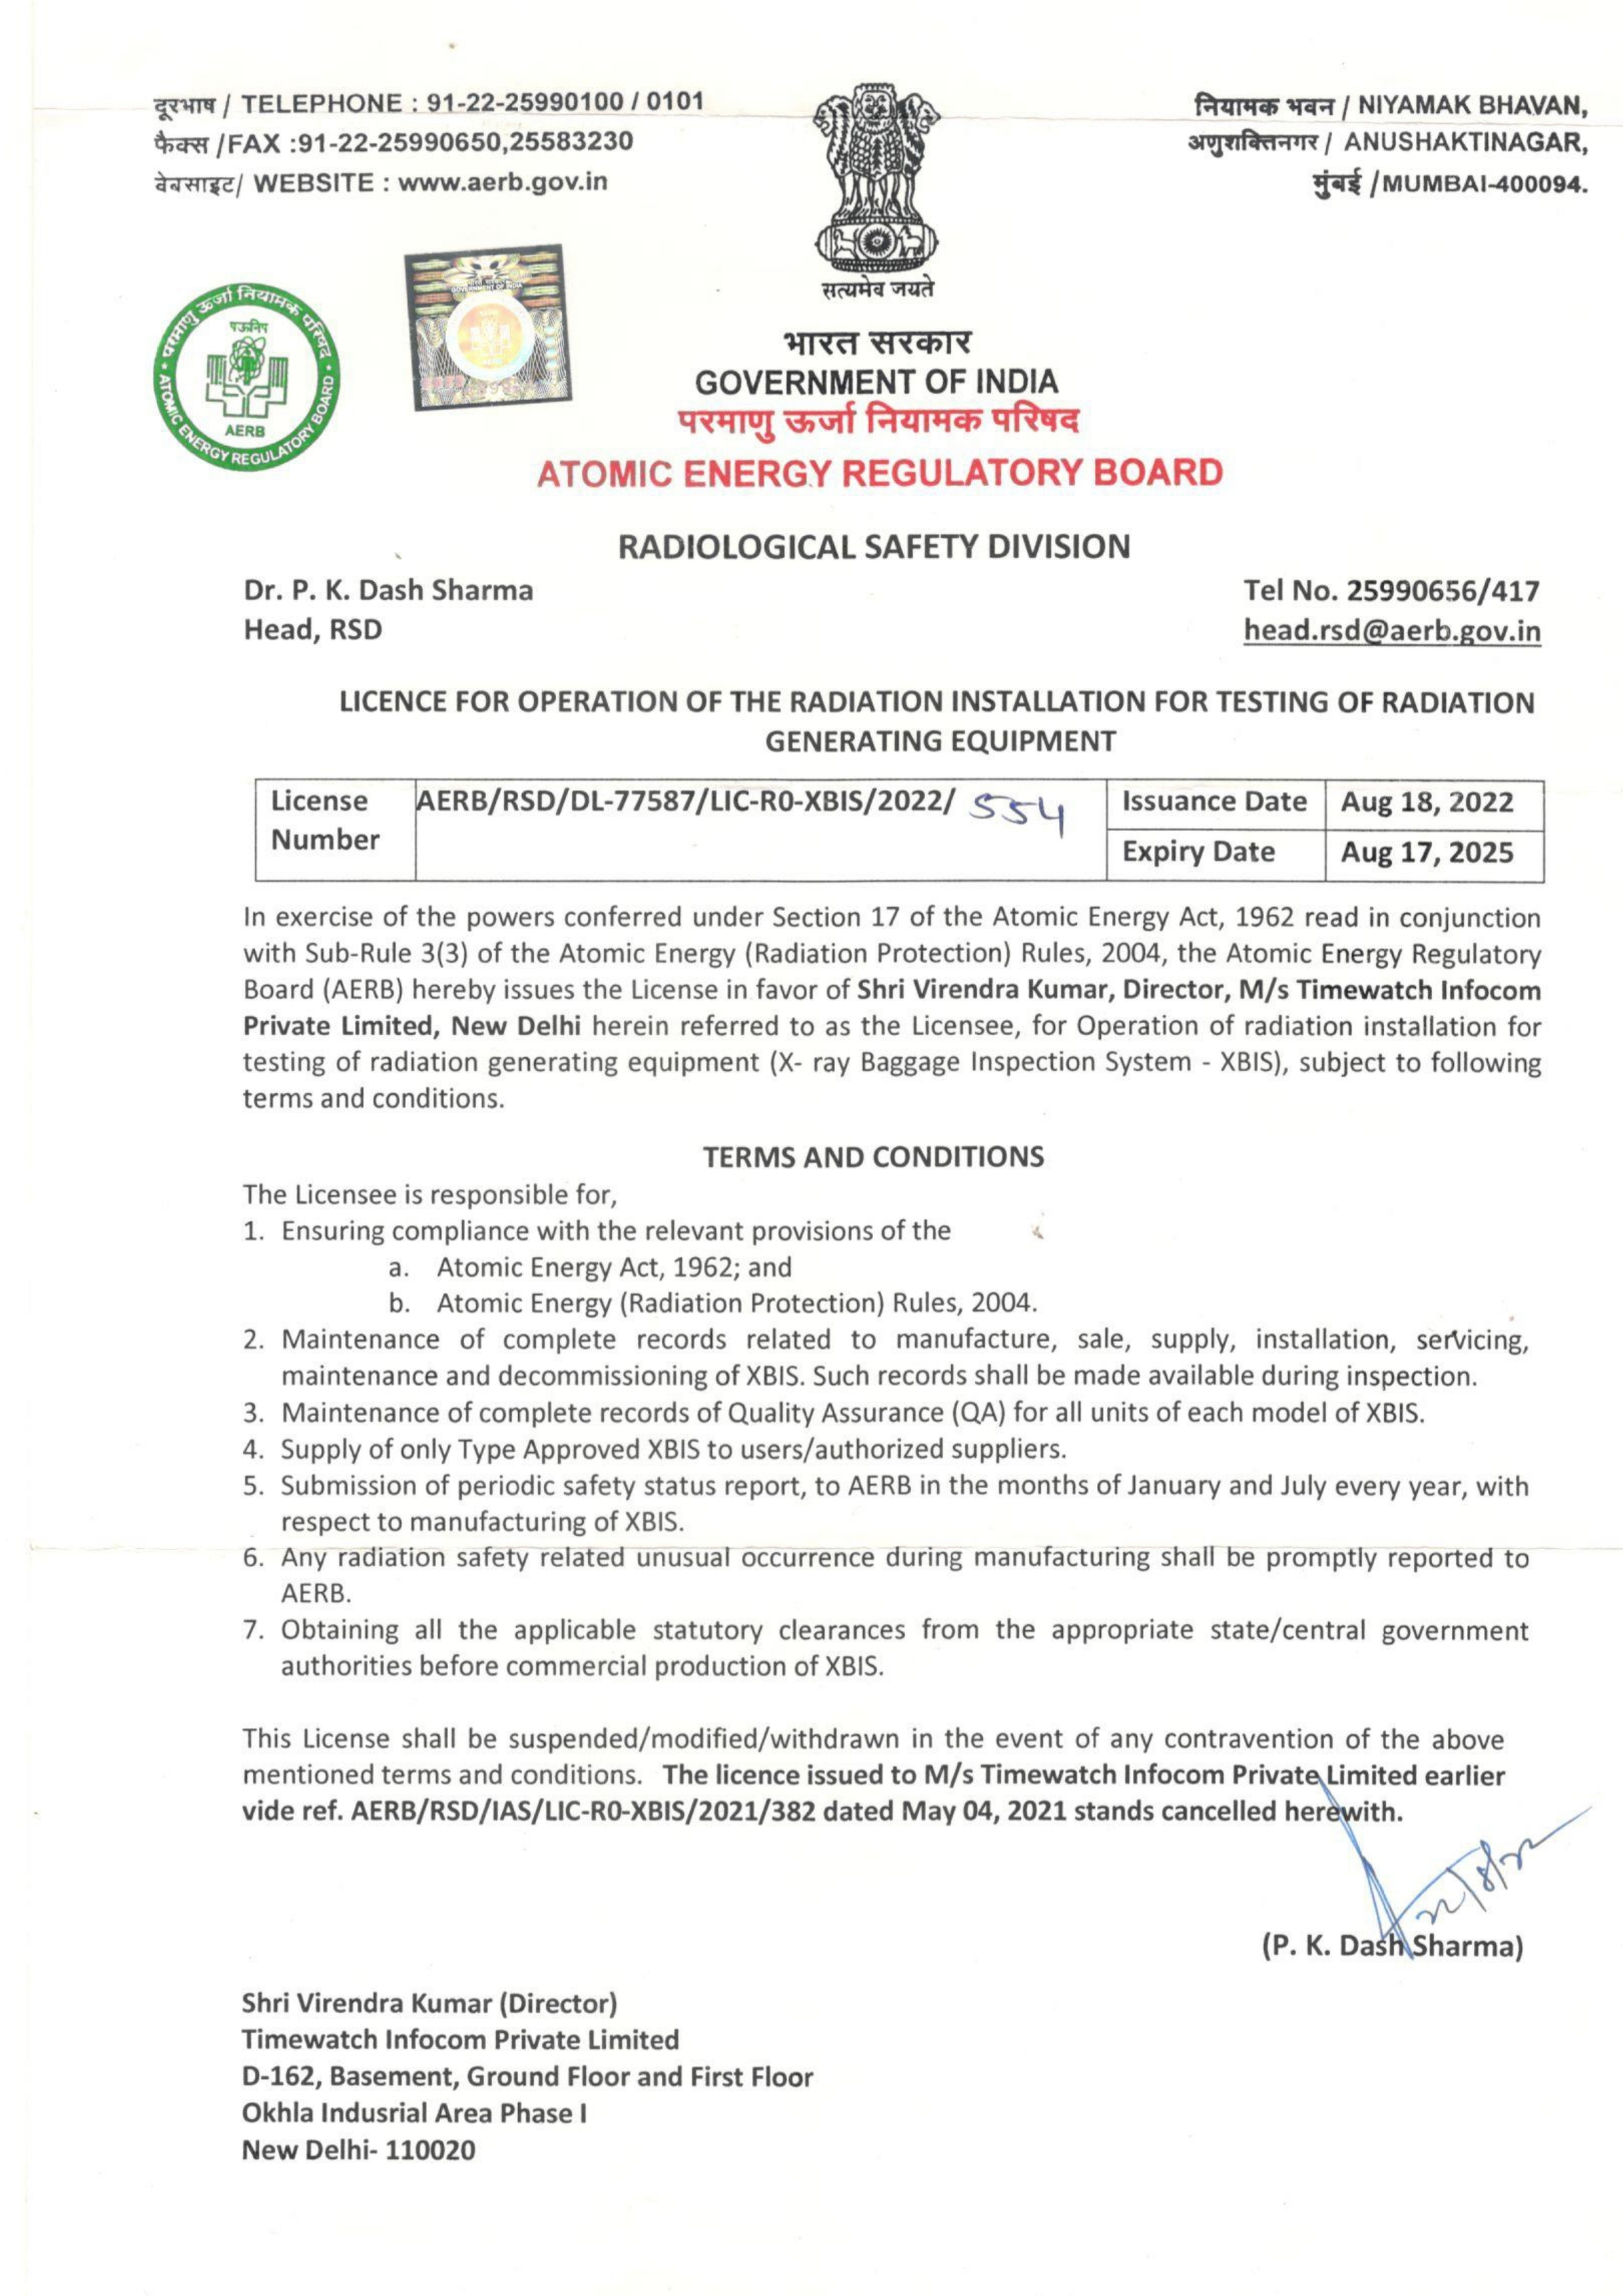 दूरभाष / TELEPHONE : 91-22-25990100 / 0101
फैक्स /FAX :91-22-25990650,25583230
वेबसाइट/ WEBSITE : www.aerb.gov.in
नियामक भवन / NIYAMAK BHAVAN,
अणुशक्तिनगर / ANUSHAKTINAGAR,
मुंबई /MUMBAI-400094.
सत्यमेव जयते
परमाणु ऊर्जा नियामक परिषद
पऊनिप
AERB
ATOMIC ENERGY REGULATORY BOARD
GOVERNMENT OF INDIA
भारत सरकार
GOVERNMENT OF INDIA
परमाणु ऊर्जा नियामक परिषद
ATOMIC ENERGY REGULATORY BOARD
RADIOLOGICAL SAFETY DIVISION
Dr. P. K. Dash Sharma
Head, RSD
Tel No. 25990656/417
head.rsd@aerb.gov.in
LICENCE FOR OPERATION OF THE RADIATION INSTALLATION FOR TESTING OF RADIATION
GENERATING EQUIPMENT
License Number
AERB/RSD/DL-77587/LIC-R0-XBIS/2022/ 554
Issuance Date Aug 18, 2022
Expiry Date Aug 17, 2025
In exercise of the powers conferred under Section 17 of the Atomic Energy Act, 1962 read in conjunction
with Sub-Rule 3(3) of the Atomic Energy (Radiation Protection) Rules, 2004, the Atomic Energy Regulatory
Board (AERB) hereby issues the License in favor of Shri Virendra Kumar, Director, M/s Timewatch Infocom
Private Limited, New Delhi herein referred to as the Licensee, for Operation of radiation installation for
testing of radiation generating equipment (X- ray Baggage Inspection System - XBIS), subject to following
terms and conditions.
TERMS AND CONDITIONS
The Licensee is responsible for,
1. Ensuring compliance with the relevant provisions of the
a. Atomic Energy Act, 1962; and
b. Atomic Energy (Radiation Protection) Rules, 2004.
2. Maintenance of complete records related to manufacture, sale, supply, installation, servicing,
maintenance and decommissioning of XBIS. Such records shall be made available during inspection.
3. Maintenance of complete records of Quality Assurance (QA) for all units of each model of XBIS.
4. Supply of only Type Approved XBIS to users/authorized suppliers.
5. Submission of periodic safety status report, to AERB in the months of January and July every year, with
respect to manufacturing of XBIS.
6. Any radiation safety related unusual occurrence during manufacturing shall be promptly reported to
AERB.
7. Obtaining all the applicable statutory clearances from the appropriate state/central government
authorities before commercial production of XBIS.
This License shall be suspended/modified/withdrawn in the event of any contravention of the above
mentioned terms and conditions. The licence issued to M/s Timewatch Infocom Private Limited earlier
vide ref. AERB/RSD/IAS/LIC-R0-XBIS/2021/382 dated May 04, 2021 stands cancelled herewith.
(P. K. Dash Sharma)
Shri Virendra Kumar (Director)
Timewatch Infocom Private Limited
D-162, Basement, Ground Floor and First Floor
Okhla Indusrial Area Phase I
New Delhi- 110020